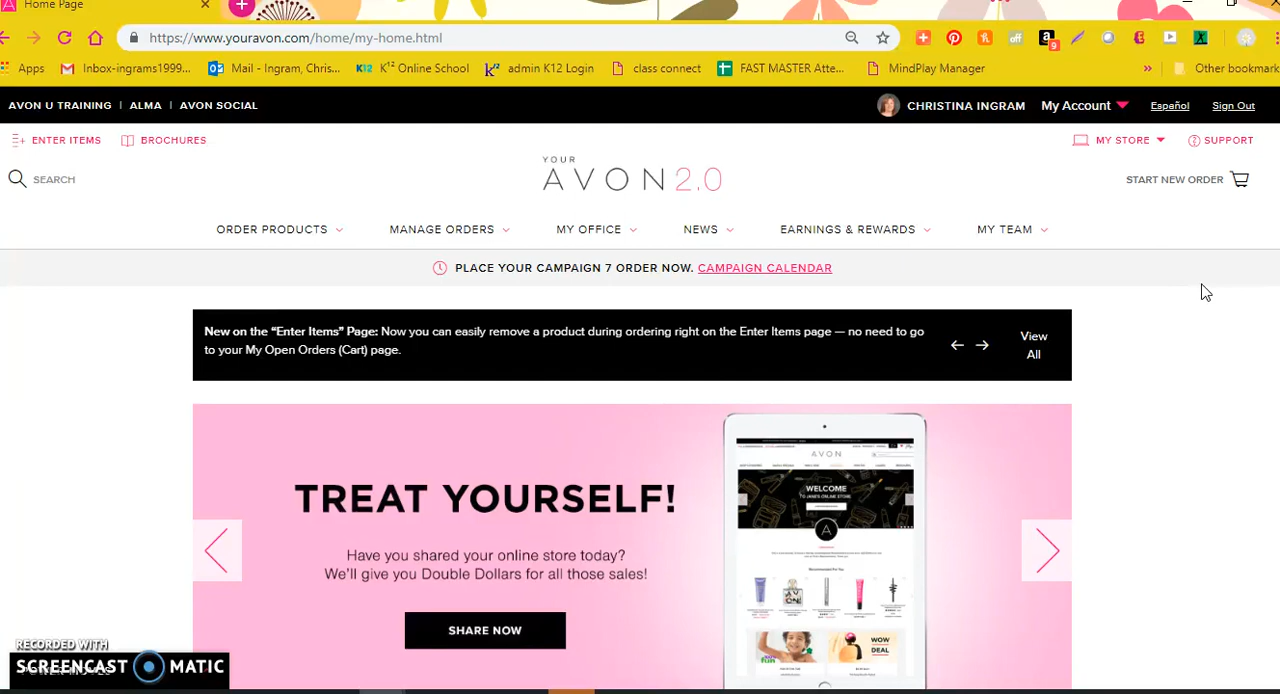 Home Page
https://www.youravon.com/home/my-home.html
9
off
Apps
Inbox-ingrams1999...
Mail - Ingram, Chris...
K12
K¹² Online School
admin K12 Login
class connect
FAST MASTER Atte...
MindPlay Manager
»
Other bookmark
AVON U TRAINING | ALMA | AVON SOCIAL
CHRISTINA INGRAM
My Account
Español
Sign Out
ENTER ITEMS
BROCHURES
MY STORE
SUPPORT
SEARCH
YOUR
AVON2.0
START NEW ORDER
ORDER PRODUCTS
MANAGE ORDERS
MY OFFICE
NEWS
EARNINGS & REWARDS
MY TEAM
PLACE YOUR CAMPAIGN 7 ORDER NOW. CAMPAIGN CALENDAR
New on the “Enter Items” Page: Now you can easily remove a product during ordering right on the Enter Items page — no need to go
to your My Open Orders (Cart) page.
View
All
TREAT YOURSELF!
Have you shared your online store today?
We'll give you Double Dollars for all those sales!
SHARE NOW
AVON
WELCOME
A
WOW
DEAL
RECORDED WITH
SCREENCAST MATIC